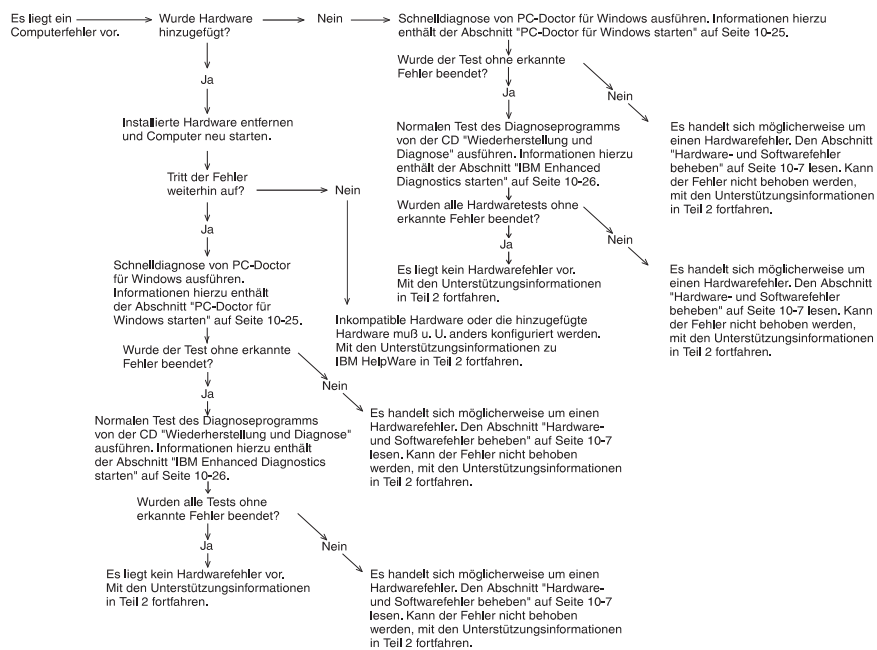 Es liegt ein
Computerfehler vor.
Wurde Hardware
hinzugefügt?
Nein
Schnelldiagnose von PC-Doctor für Windows ausführen. Informationen hierzu
enthält der Abschnitt "PC-Doctor für Windows starten" auf Seite 10-25.
Wurde der Test ohne erkannte
Fehler beendet?
Ja
Nein
Normalen Test des Diagnoseprogramms
von der CD "Wiederherstellung und
Diagnose" ausführen. Informationen hierzu
enthält der Abschnitt "IBM Enhanced
Diagnostics starten" auf Seite 10-26.
Es handelt sich möglicherweise um
einen Hardwarefehler. Den Abschnitt
"Hardware- und Softwarefehler
beheben" auf Seite 10-7 lesen. Kann
der Fehler nicht behoben werden,
mit den Unterstützungsinformationen
in Teil 2 fortfahren.
Wurden alle Hardwaretests ohne
erkannte Fehler beendet?
Ja
Nein
Es liegt kein Hardwarefehler vor.
Mit den Unterstützungsinformationen
in Teil 2 fortfahren.
Es handelt sich möglicherweise um
einen Hardwarefehler. Den Abschnitt
"Hardware- und Softwarefehler
beheben" auf Seite 10-7 lesen. Kann
der Fehler nicht behoben werden,
mit den Unterstützungsinformationen
in Teil 2 fortfahren.
Ja
Installierte Hardware entfernen
und Computer neu starten.
Tritt der Fehler
weiterhin auf?
Nein
Inkompatible Hardware oder die hinzugefügte
Hardware muß u. U. anders konfiguriert werden.
Mit den Unterstützungsinformationen zu
IBM HelpWare in Teil 2 fortfahren.
Ja
Schnelldiagnose von PC-Doctor
für Windows ausführen.
Informationen hierzu enthält
der Abschnitt "PC-Doctor für
Windows starten" auf Seite 10-25.
Wurde der Test ohne erkannte
Fehler beendet?
Nein
Ja
Es handelt sich möglicherweise um einen
Hardwarefehler. Den Abschnitt "Hardware-
und Softwarefehler beheben" auf Seite 10-7
lesen. Kann der Fehler nicht behoben
werden, mit den Unterstützungsinformationen
in Teil 2 fortfahren.
Normalen Test des Diagnoseprogramms
von der CD "Wiederherstellung und Diagnose"
ausführen. Informationen hierzu enthält
der Abschnitt "IBM Enhanced Diagnostics
starten" auf Seite 10-26.
Wurden alle Tests ohne
erkannte Fehler beendet?
Ja
Nein
Es liegt kein Hardwarefehler vor.
Mit den Unterstützungsinformationen
in Teil 2 fortfahren.
Es handelt sich möglicherweise um einen
Hardwarefehler. Den Abschnitt "Hardware-
und Softwarefehler beheben" auf Seite 10-7
lesen. Kann der Fehler nicht behoben
werden, mit den Unterstützungsinformationen
in Teil 2 fortfahren.